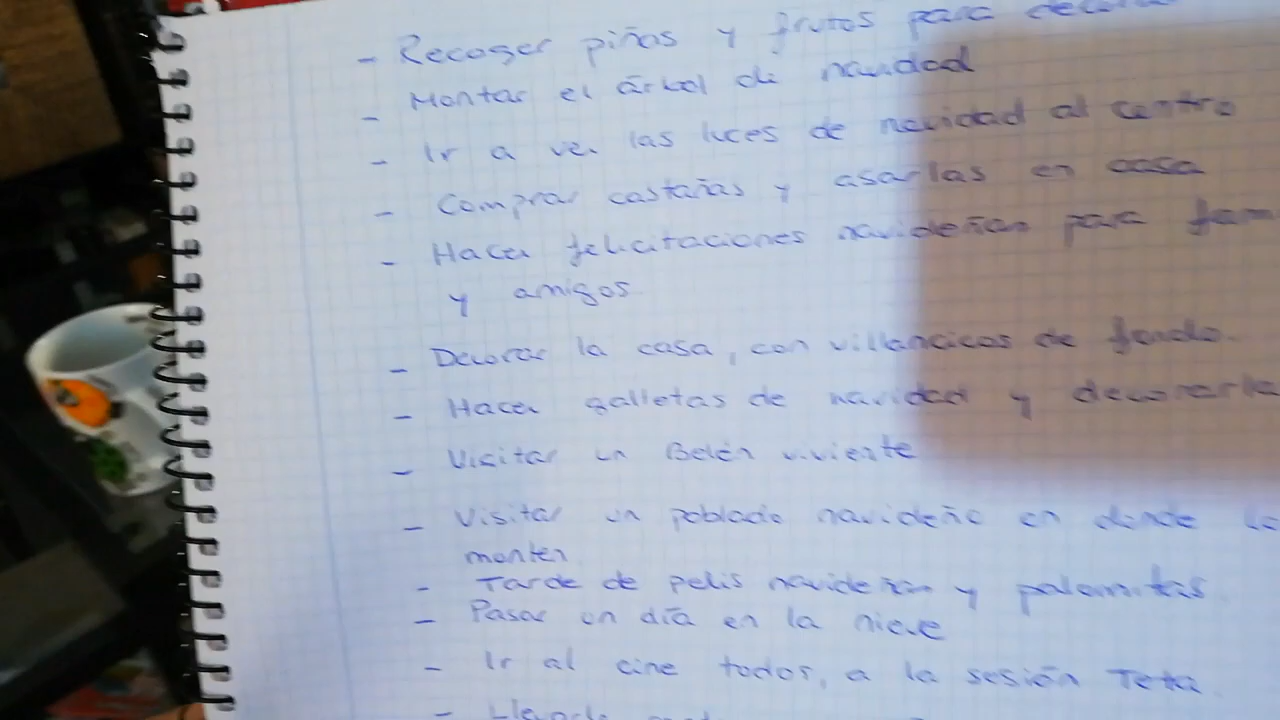 - Recoger piñas y frutos para
- Montar el árbol de navidad
- Ir a ver las luces de navidad al centro
- Comprar castañas y asarlas en casa
- Hacer felicitaciones navideñas para
y amigos
- Decorar la casa, con villancicos de fondo.
- Hacer galletas de navidad y
- Visitar un Belén viviente
- Visitar un poblado navideño en donde
monten
- Tarde de pelis navideñas y palomitas
- Pasar un día en la nieve
- Ir al cine todos, a la sesión Teta
-